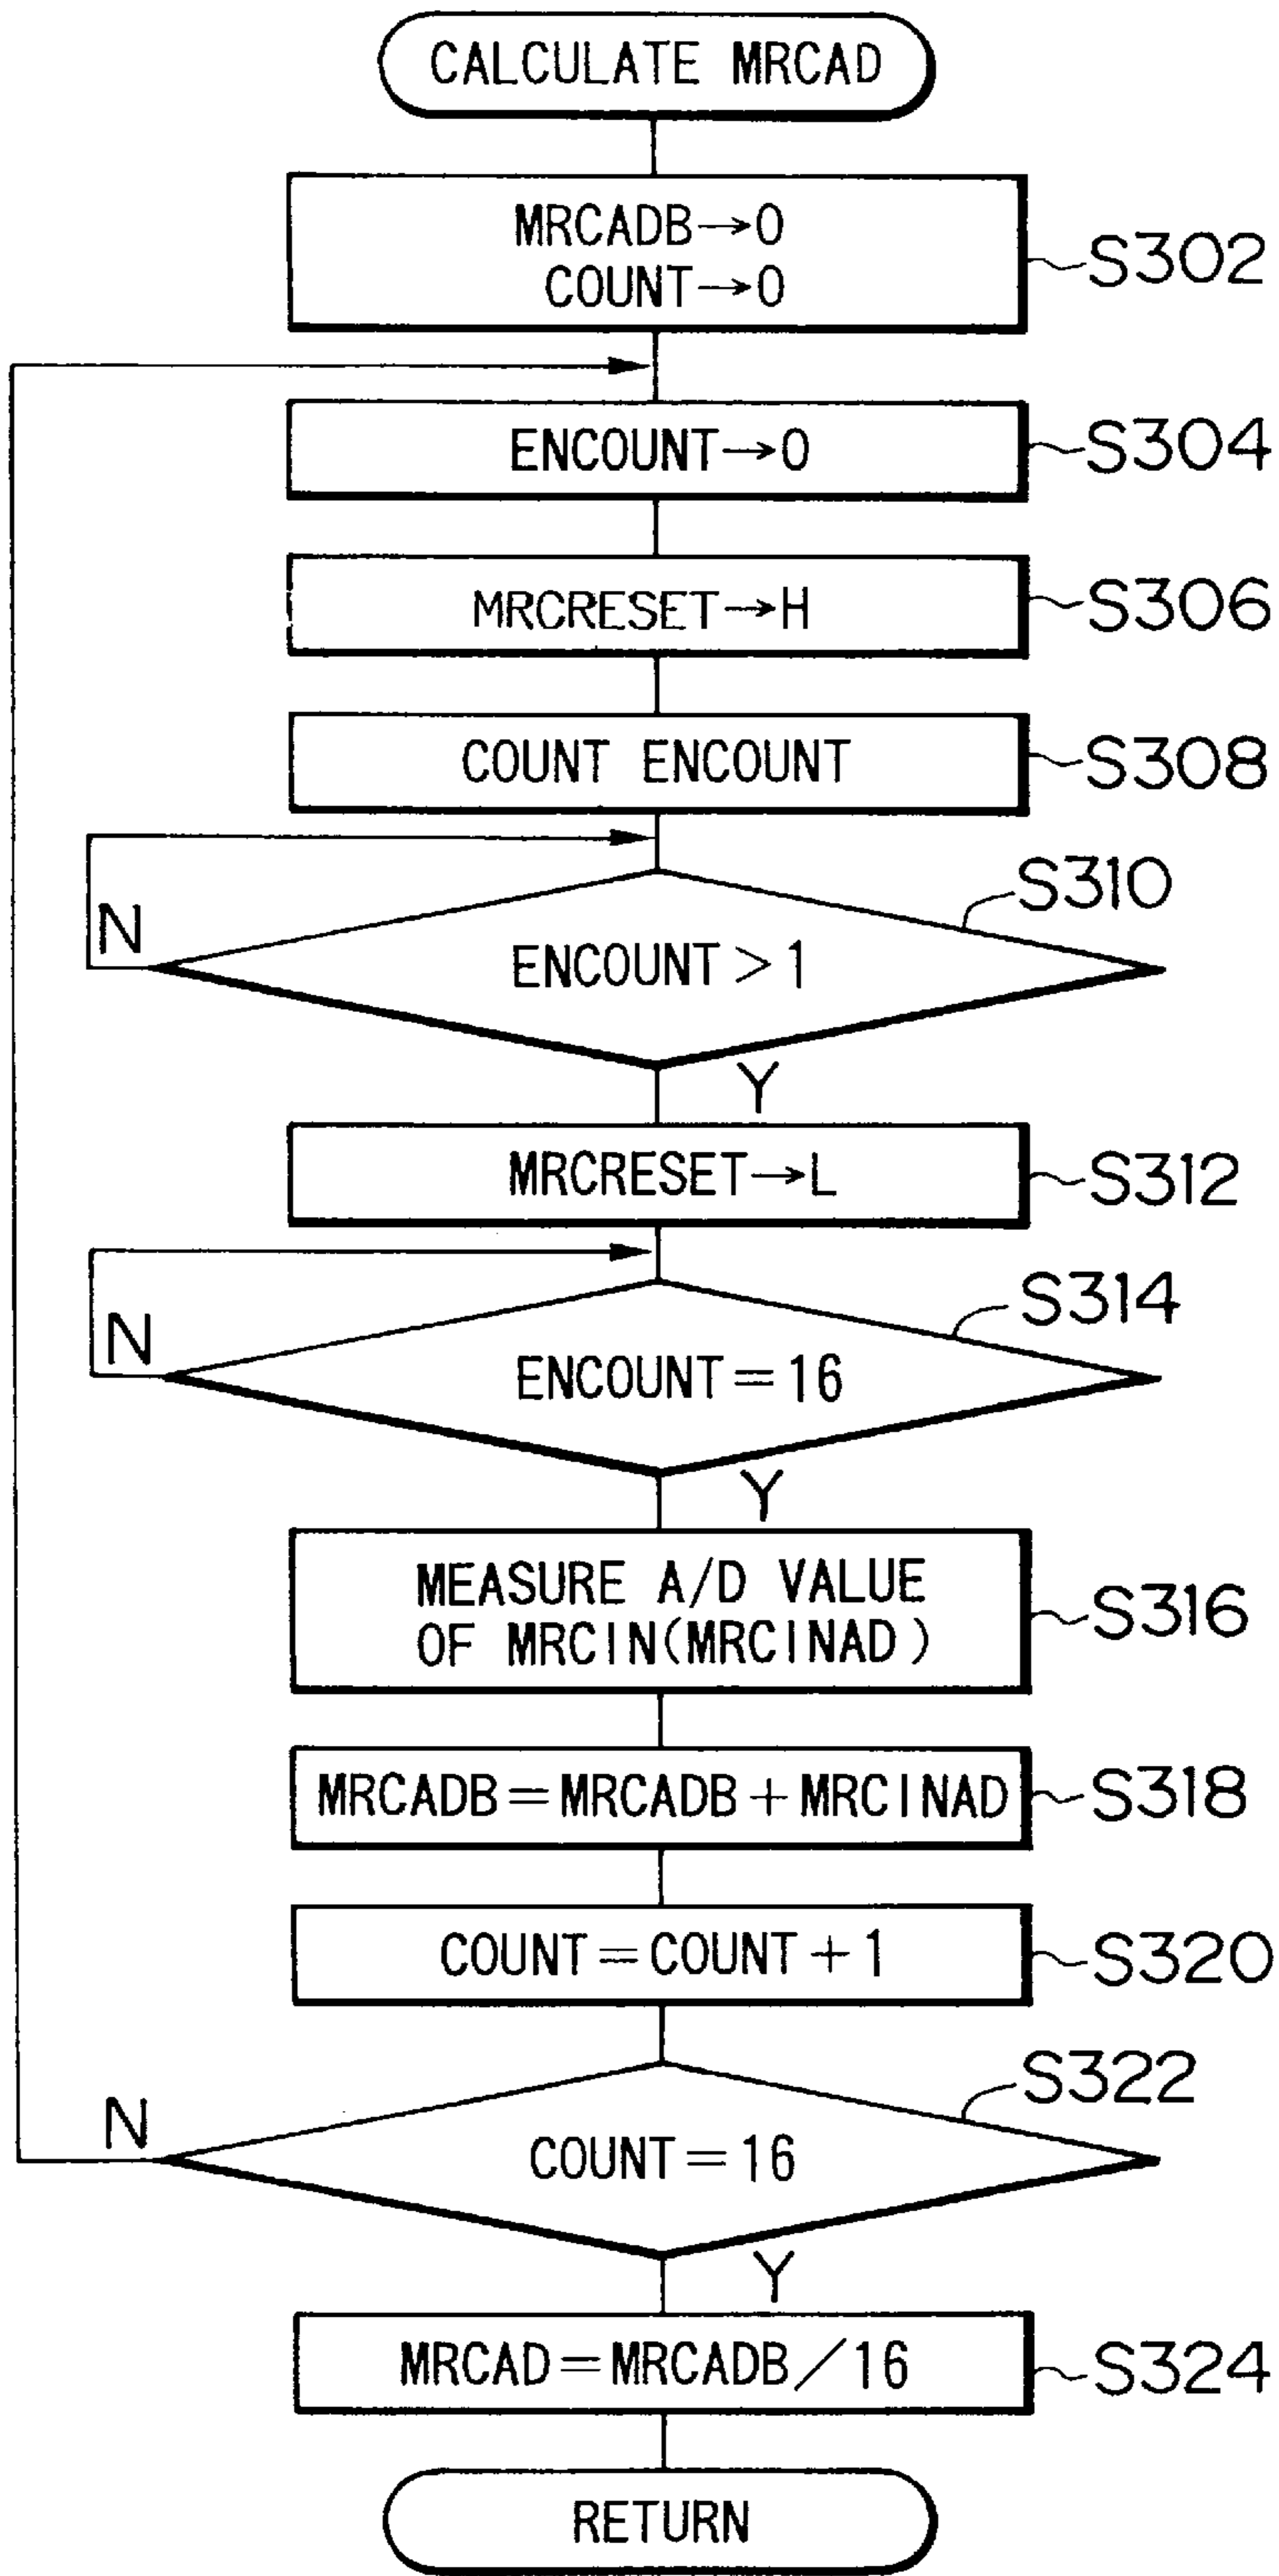 CALCULATE MRCAD
MRCADB→0
COUNT→0
S302
ENCOUNT→0
S304
MRCRESET→H
S306
COUNT ENCOUNT
S308
S310
N
ENCOUNT>1
Y
MRCRESET→L
S312
S314
N
ENCOUNT=16
Y
MEASURE A/D VALUE
OF MRCIN(MRCINAD)
S316
MRCADB=MRCADB+MRCINAD
S318
COUNT=COUNT+1
S320
S322
N
COUNT=16
Y
MRCAD=MRCADB/16
S324
RETURN